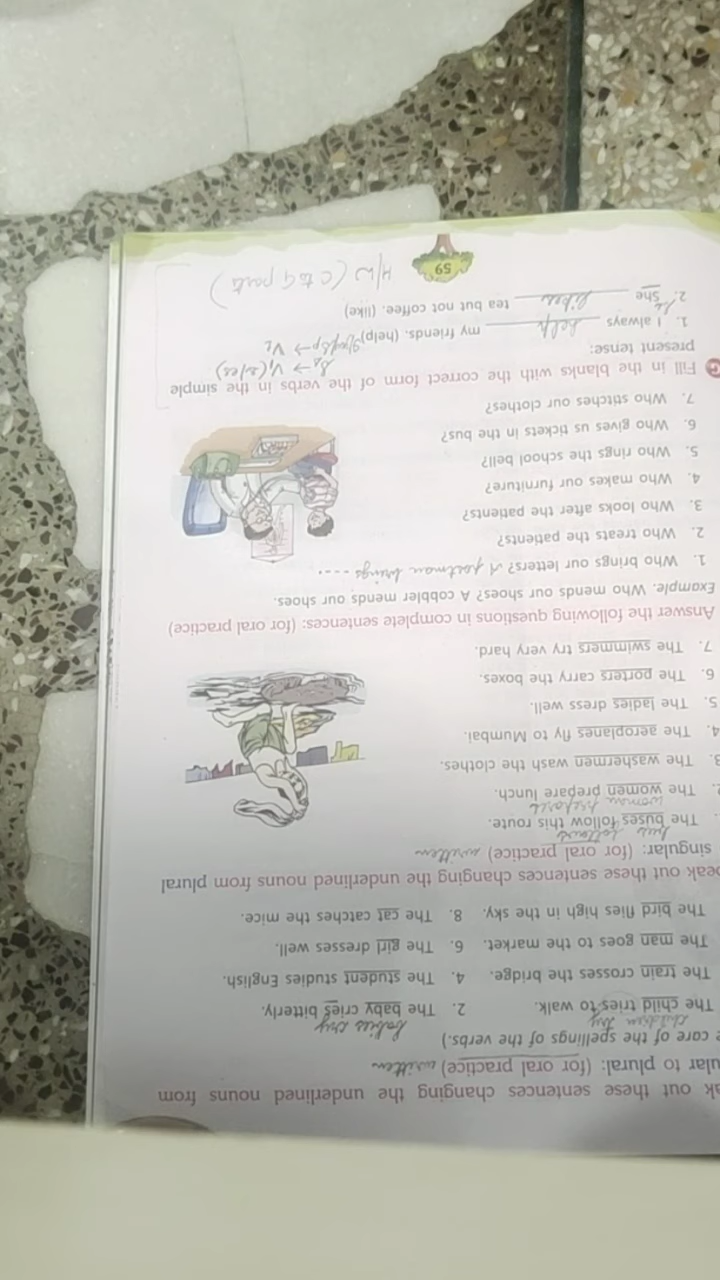 ak out these sentences changing the underlined nouns from
ular to plural: (for oral practice) written
e care of the spellings of the verbs.)
children try
babies cry
The child tries to walk. 2. The baby cries bitterly.
The train crosses the bridge. 4. The student studies English.
The man goes to the market. 6. The girl dresses well.
The bird flies high in the sky. 8. The cat catches the mice.
peak out these sentences changing the underlined nouns from plural
singular: (for oral practice) written
bus follows
. The buses follow this route.
woman prepares
2. The women prepare lunch.
3. The washermen wash the clothes.
4. The aeroplanes fly to Mumbai.
5. The ladies dress well.
6. The porters carry the boxes.
7. The swimmers try very hard.
Answer the following questions in complete sentences: (for oral practice)
Example. Who mends our shoes? A cobbler mends our shoes.
1. Who brings our letters? A postman brings ....
2. Who treats the patients?
3. Who looks after the patients?
4. Who makes our furniture?
5. Who rings the school bell?
6. Who gives us tickets in the bus?
7. Who stitches our clothes?
G Fill in the blanks with the correct form of the verbs in the simple
present tense:
→ V1(s/es)
→ V1
1. I always help my friends. (help)
2. She likes tea but not coffee. (like)
H/W (C to G part)
59